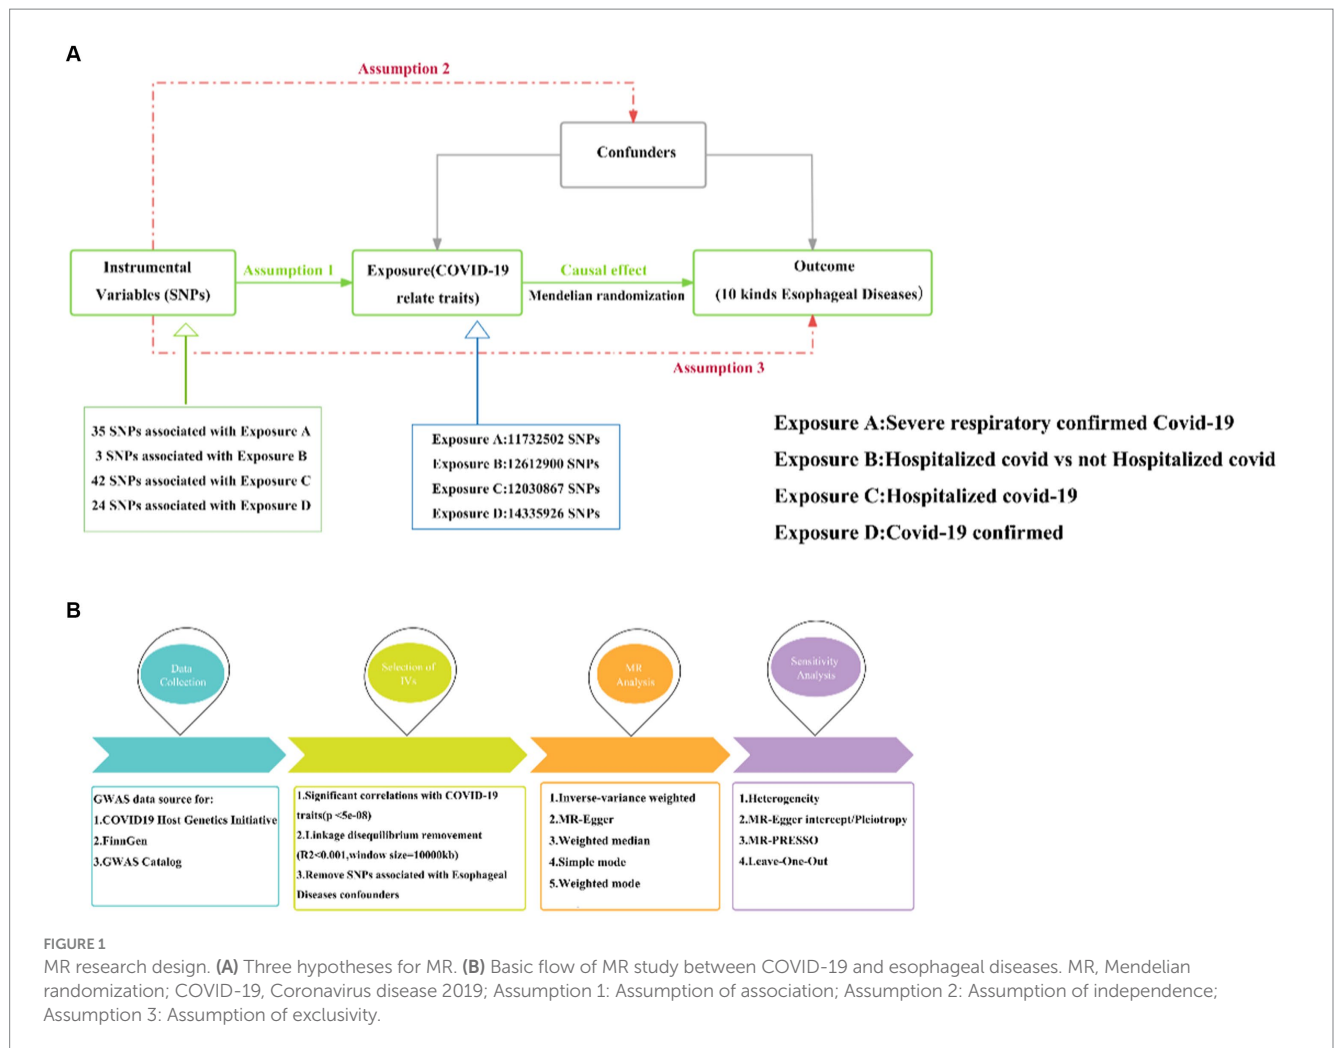 A
Assumption 2
Confunders
Instrumental
Variables (SNPs)
Assumption 1
Exposure(COVID-19
relate traits)
Causal effect
Mendelian randomization
Outcome
(10 kinds Esophageal Diseases)
Assumption 3
35 SNPs associated with Exposure A
3 SNPs associated with Exposure B
42 SNPs associated with Exposure C
24 SNPs associated with Exposure D
Exposure A:11732502 SNPs
Exposure B:12612900 SNPs
Exposure C:12030867 SNPs
Exposure D:14335926 SNPs
Exposure A:Severe respiratory confirmed Covid-19
Exposure B:Hospitalized covid vs not Hospitalized covid
Exposure C:Hospitalized covid-19
Exposure D:Covid-19 confirmed
B
Data
Collection
Selection of
IVs
MR
Analysis
Sensitivity
Analysis
GWAS data source for:
1.COVID19 Host Genetics Initiative
2.FinnGen
3.GWAS Catalog
1.Significant correlations with COVID-19
traits(p <5e-08)
2.Linkage disequilibrium removement
(R2<0.001,window size=10000kb)
3.Remove SNPs associated with Esophageal
Diseases confounders
1.Inverse-variance weighted
2.MR-Egger
3.Weighted median
4.Simple mode
5.Weighted mode
1.Heterogeneity
2.MR-Egger intercept/Pleiotropy
3.MR-PRESSO
4.Leave-One-Out
FIGURE 1
MR research design. (A) Three hypotheses for MR. (B) Basic flow of MR study between COVID-19 and esophageal diseases. MR, Mendelian
randomization; COVID-19, Coronavirus disease 2019; Assumption 1: Assumption of association; Assumption 2: Assumption of independence;
Assumption 3: Assumption of exclusivity.